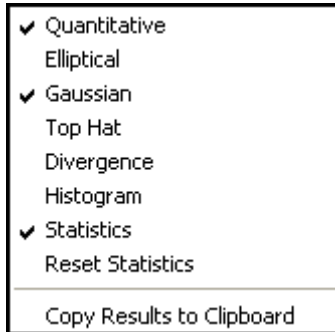 Quantitative
Elliptical
Gaussian
Top Hat
Divergence
Histogram
Statistics
Reset Statistics
Copy Results to Clipboard